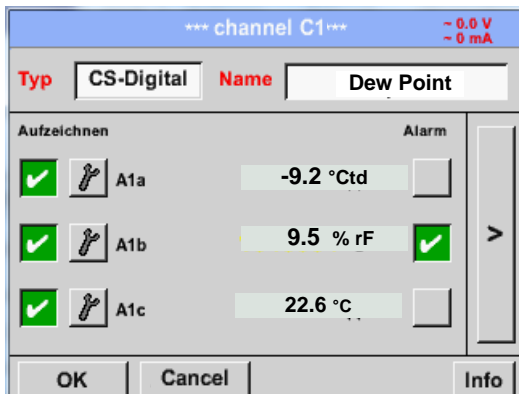 *** channel C1 ***
~ 0.0 V
~ 0 mA
Typ CS-Digital Name Dew Point
Aufzeichnen Alarm
A1a -9.2 °Ctd
A1b 9.5 % rF >
A1c 22.6 °C
OK Cancel Info